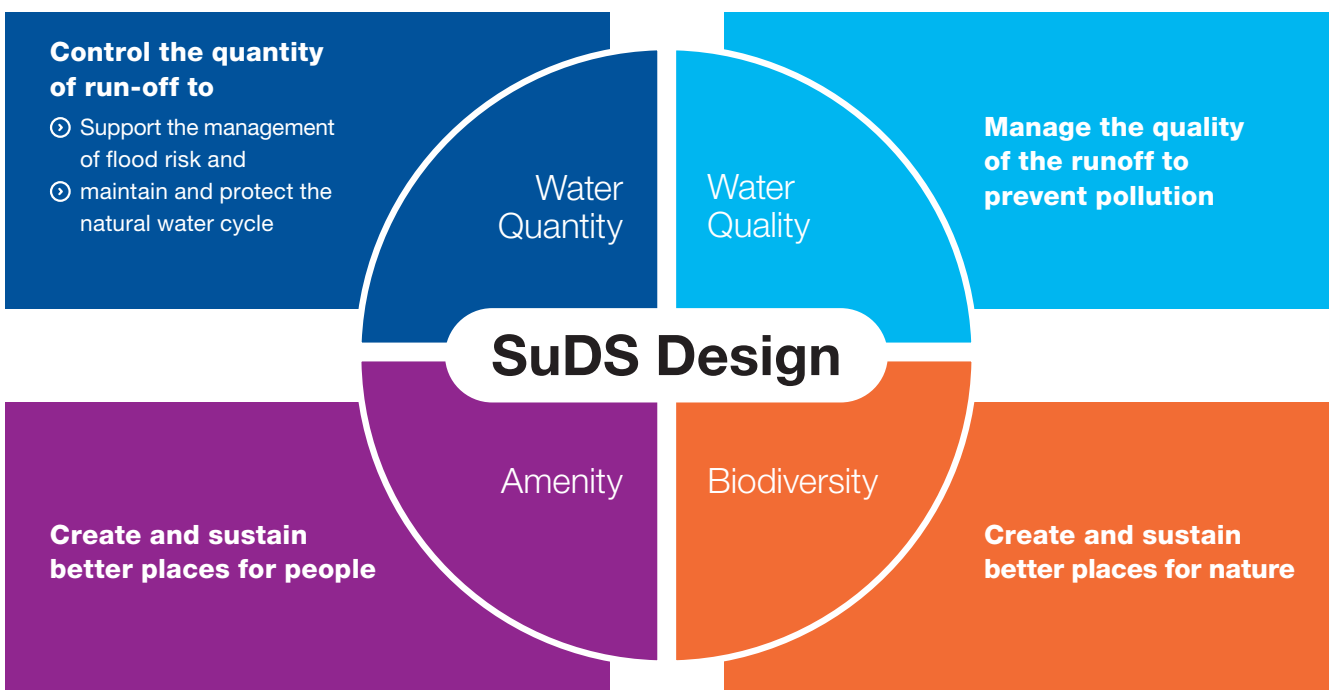 Control the quantity
of run-off to
Support the management
of flood risk and
maintain and protect the
natural water cycle
Water
Quantity
Water
Quality
Manage the quality
of the runoff to
prevent pollution
SuDS Design
Amenity
Biodiversity
Create and sustain
better places for people
Create and sustain
better places for nature